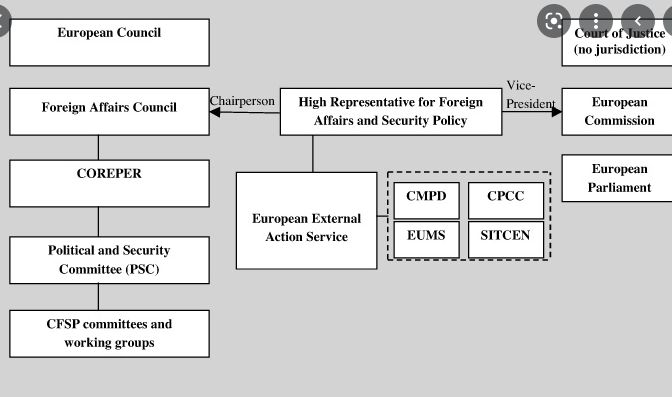 European Council
Court of Justice
(no jurisdiction)
Foreign Affairs Council
Chairperson
High Representative for Foreign
Affairs and Security Policy
Vice-
President
European
Commission
COREPER
European
Parliament
European External
Action Service
CMPD
CPCC
EUMS
SITCEN
Political and Security
Committee (PSC)
CFSP committees and
working groups